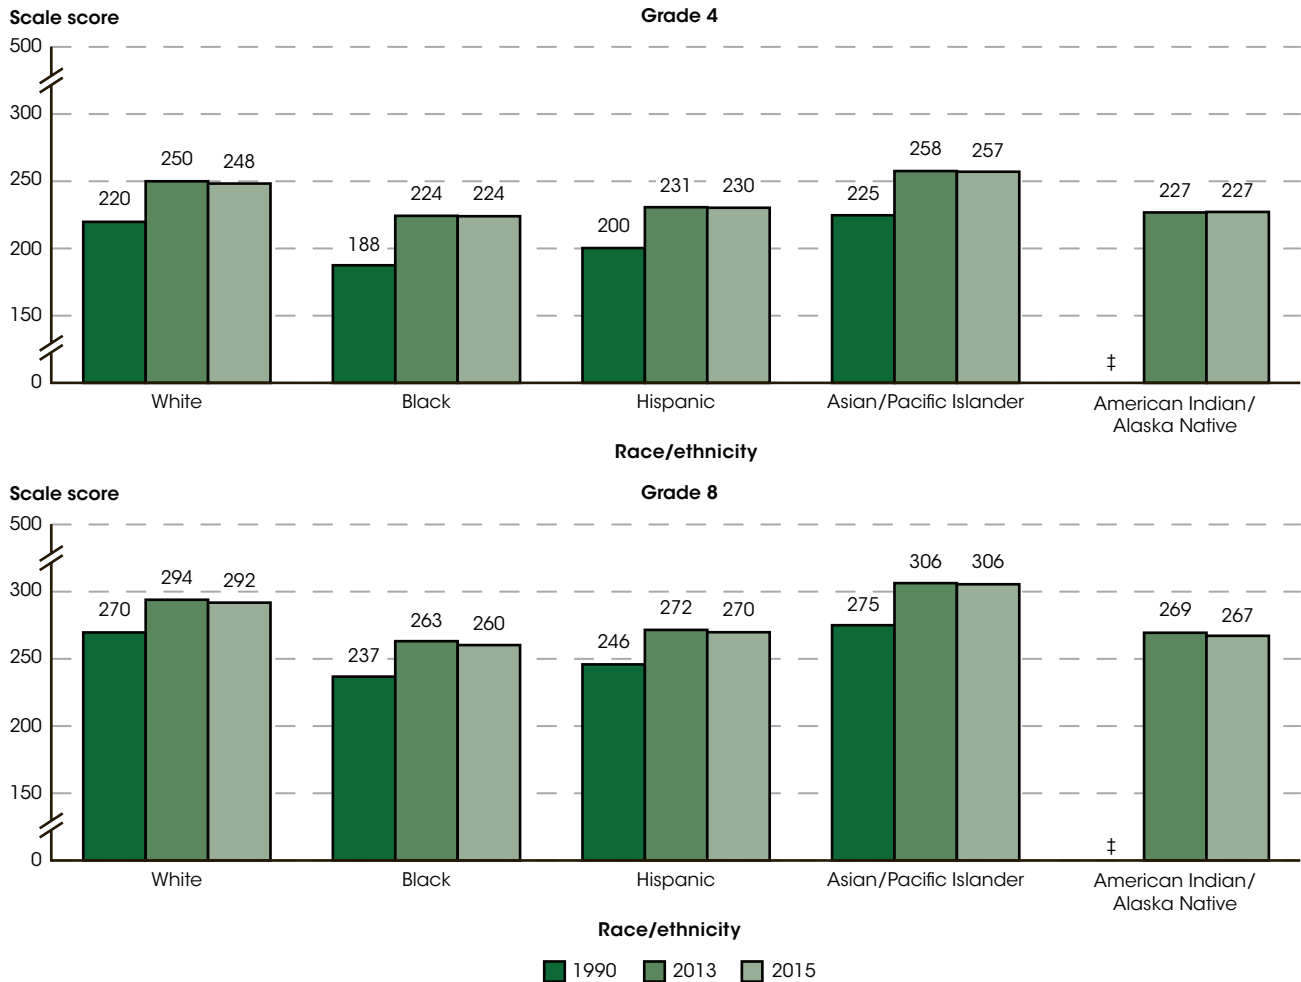 Scale score Grade 4
500
300
250
200
150
0
220 250 248
188 224 224
200 231 230
225 258 257
‡ 227 227
White Black Hispanic Asian/Pacific Islander American Indian/
Alaska Native
Race/ethnicity
Scale score Grade 8
500
300
250
200
150
0
270 294 292
237 263 260
246 272 270
275 306 306
‡ 269 267
White Black Hispanic Asian/Pacific Islander American Indian/
Alaska Native
Race/ethnicity
1990 2013 2015